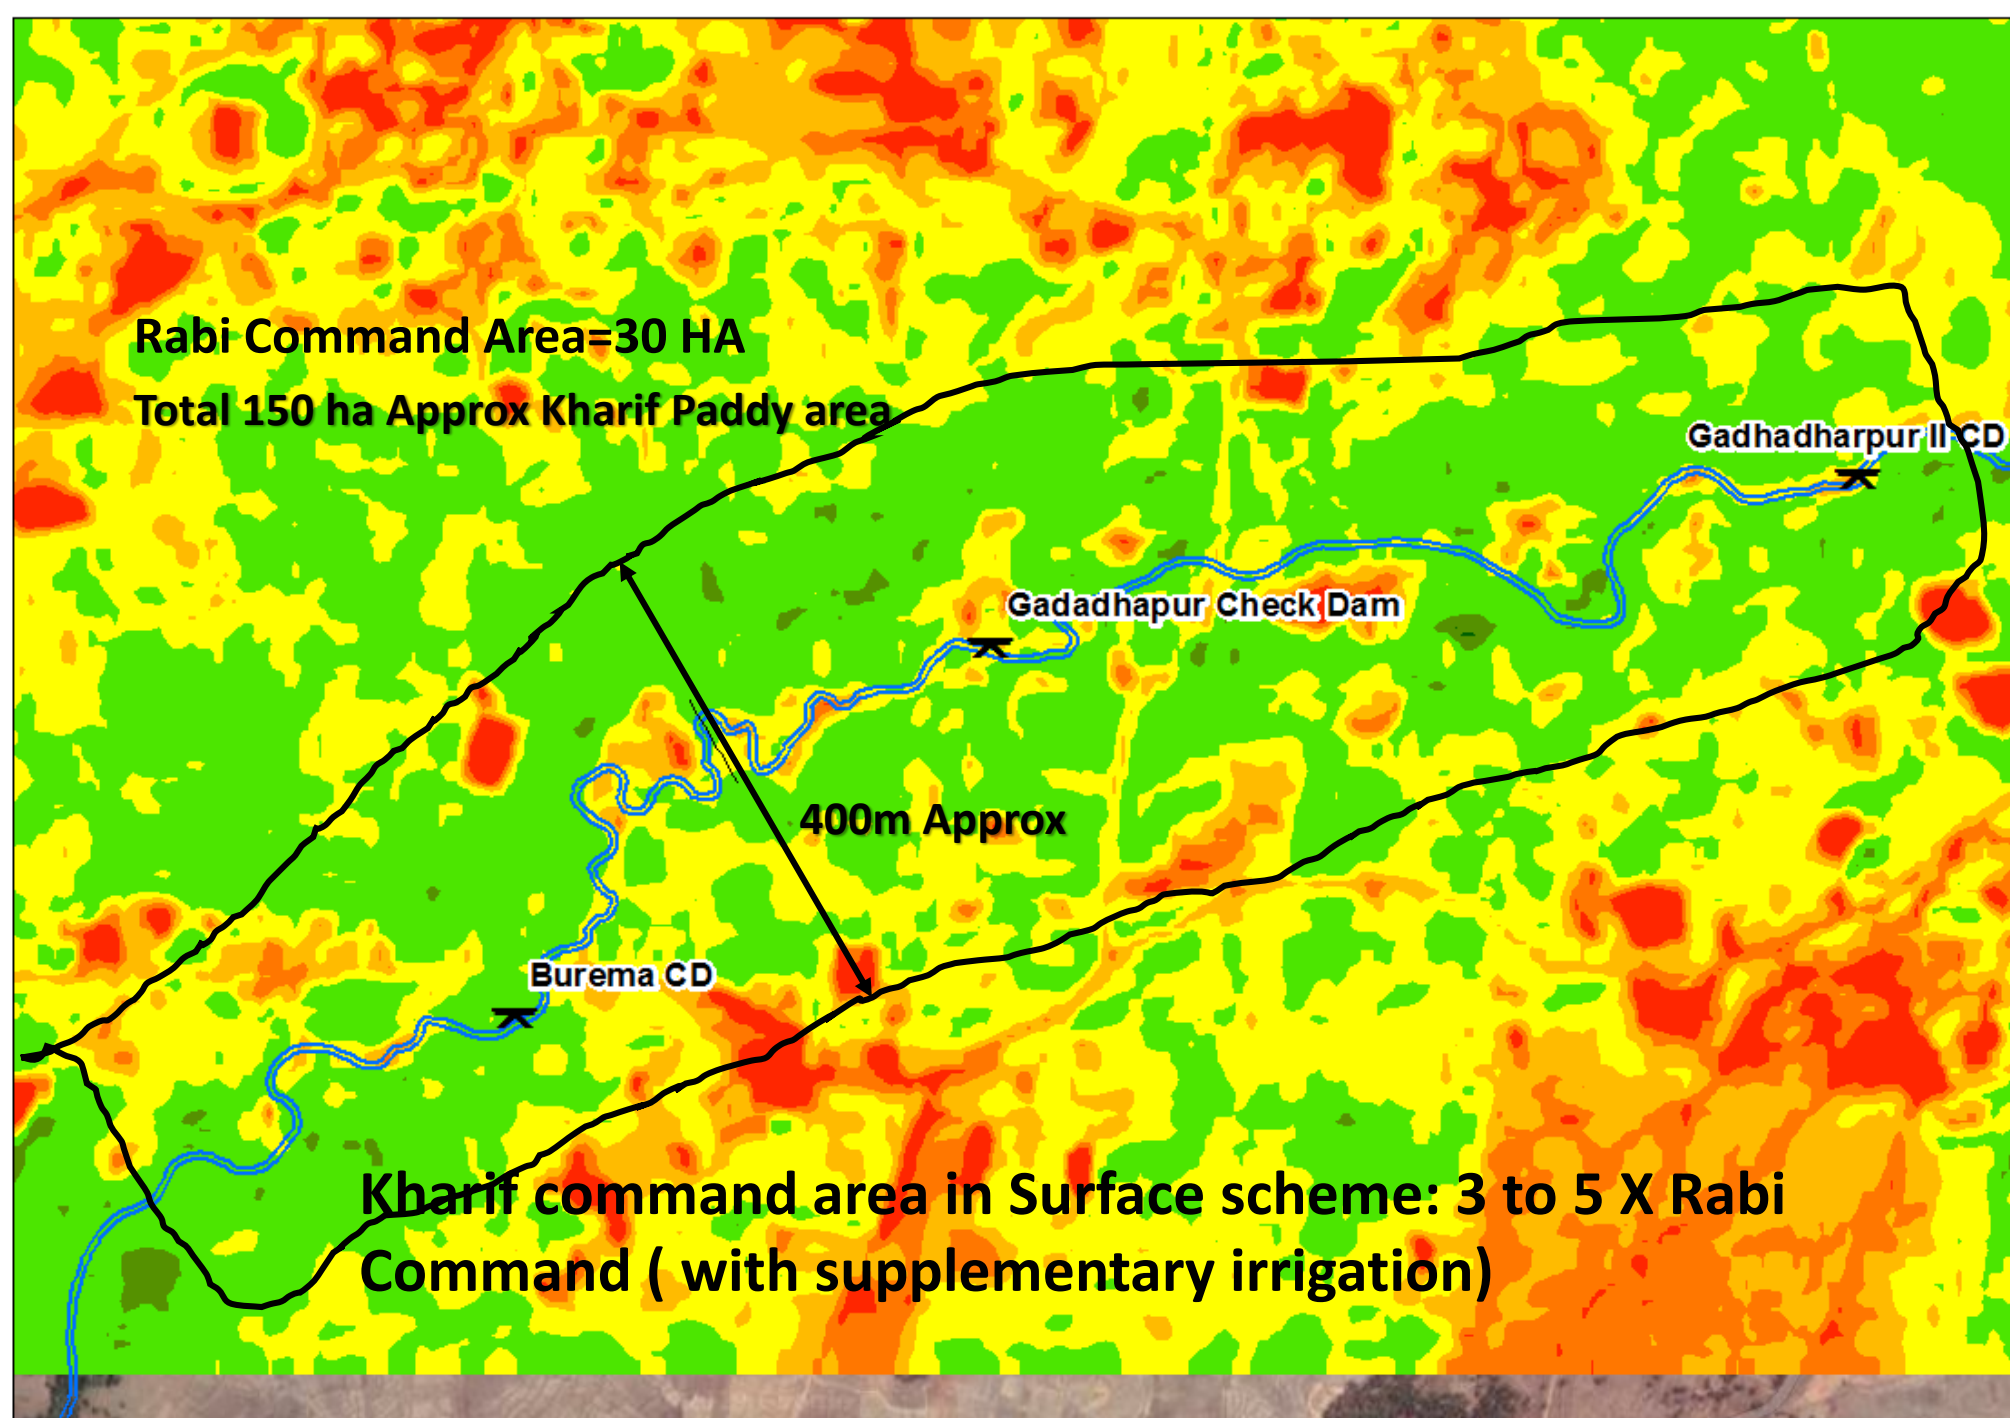 Rabi Command Area=30 HA
Total 150 ha Approx Kharif Paddy area
Gadhadharpur II CD
Gadadhapur Check Dam
400m Approx
Burema CD
Kharif command area in Surface scheme: 3 to 5 X Rabi
Command ( with supplementary irrigation)